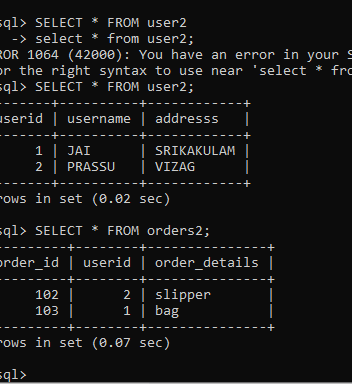 sql> SELECT * FROM user2
-> select * from user2;
ROR 1064 (42000): You have an error in your S
or the right syntax to use near 'select * fro
sql> SELECT * FROM user2;
-------+----------+------------+
userid | username | addresss   |
-------+----------+------------+
1 | JAI      | SRIKAKULAM |
2 | PRASSU   | VIZAG      |
-------+----------+------------+
rows in set (0.02 sec)
sql> SELECT * FROM orders2;
---------+--------+---------------+
order_id | userid | order_details |
---------+--------+---------------+
102 |      2 | slipper       |
103 |      1 | bag           |
---------+--------+---------------+
rows in set (0.07 sec)
sql>